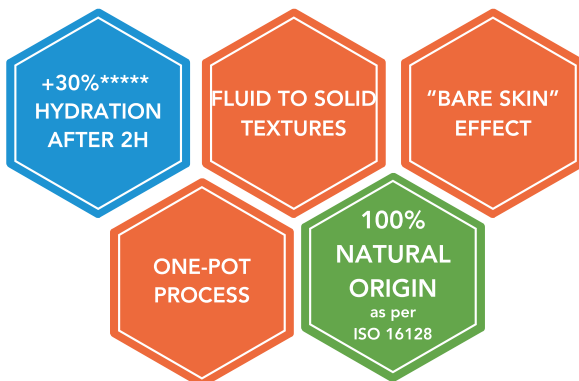 +30%*****
HYDRATION
AFTER 2H
FLUID TO SOLID
TEXTURES
“BARE SKIN”
EFFECT
ONE-POT
PROCESS
100%
NATURAL
ORIGIN
as per
ISO 16128